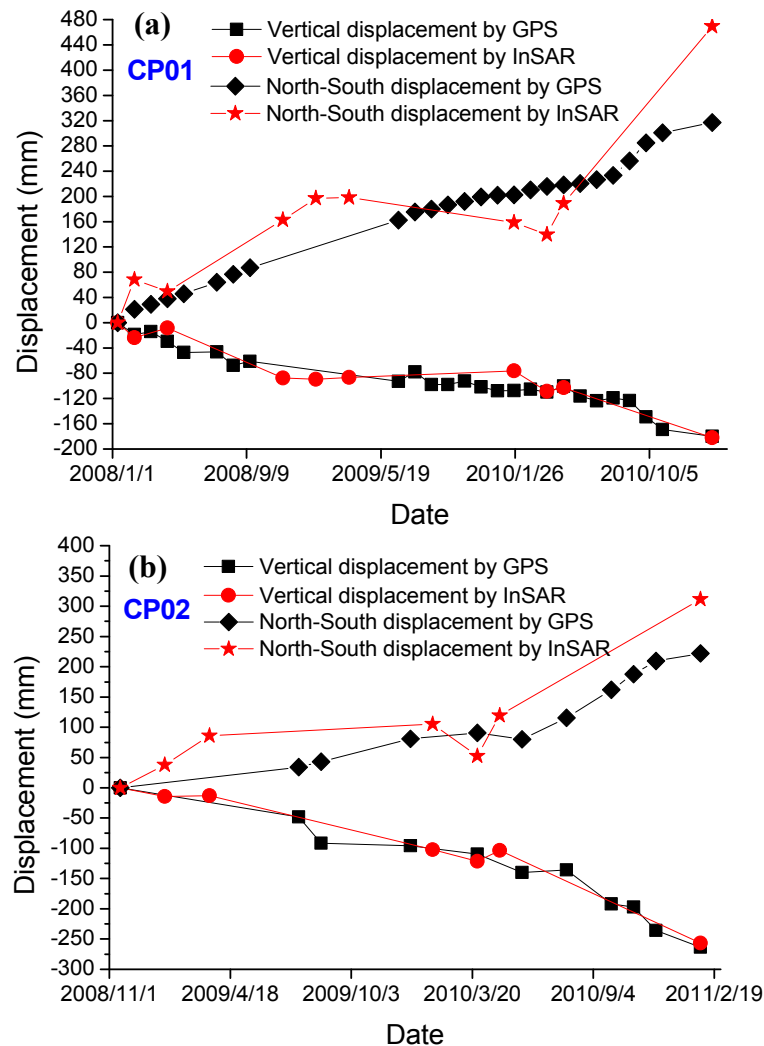 (a)
CP01
Vertical displacement by GPS
Vertical displacement by InSAR
North-South displacement by GPS
North-South displacement by InSAR
480
440
400
360
320
280
240
200
160
120
80
40
0
-40
-80
-120
-160
-200
Displacement (mm)
2008/1/1 2008/9/9 2009/5/19 2010/1/26 2010/10/5
Date
(b)
CP02
Vertical displacement by GPS
Vertical displacement by InSAR
North-South displacement by GPS
North-South displacement by InSAR
400
350
300
250
200
150
100
50
0
-50
-100
-150
-200
-250
-300
Displacement (mm)
2008/11/1 2009/4/18 2009/10/3 2010/3/20 2010/9/4 2011/2/19
Date